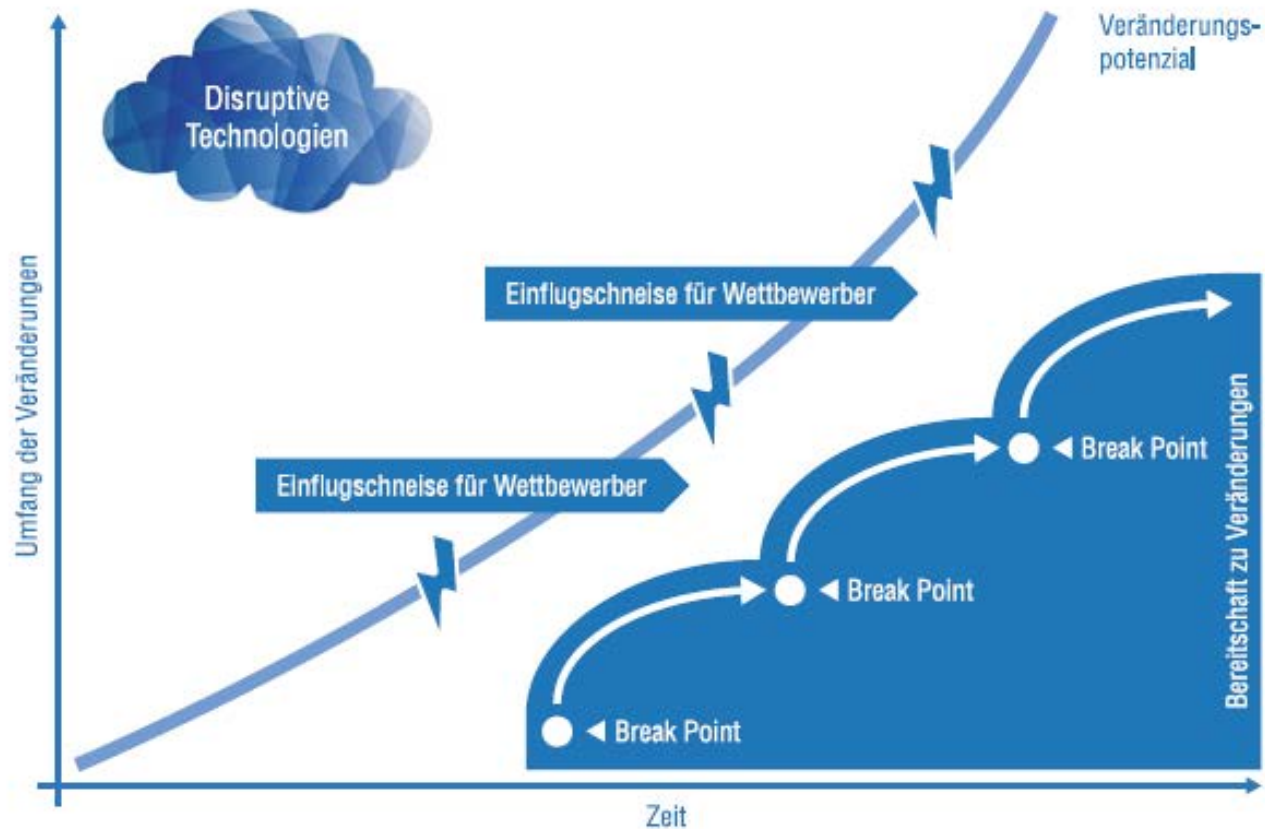 Veränderungs-
potenzial
Disruptive
Technologien
Umfang der Veränderungen
Einflugschneise für Wettbewerber
Einflugschneise für Wettbewerber
Bereitschaft zu Veränderungen
Break Point
Break Point
Break Point
Zeit